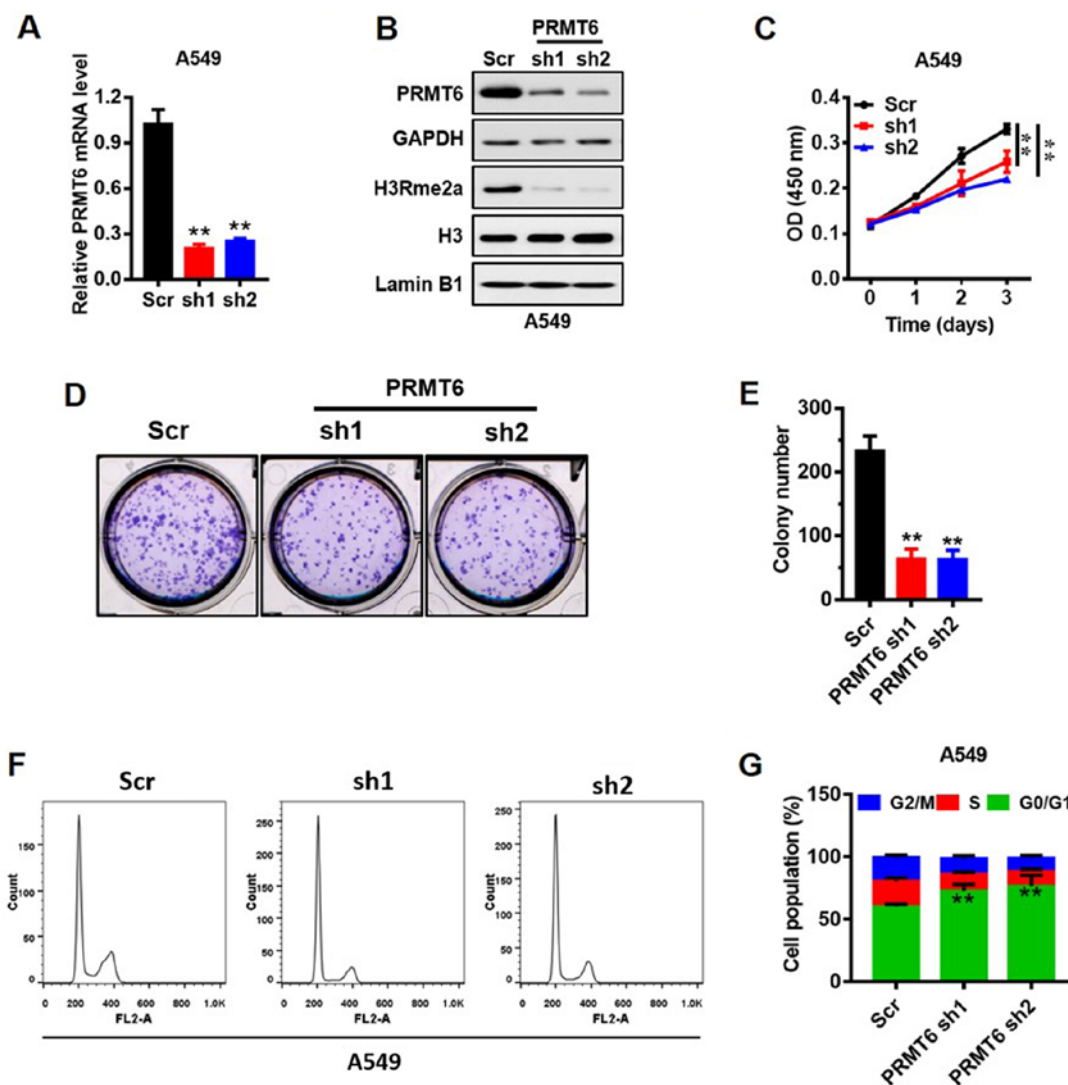 A
A549
Relative PRMT6 mRNA level
1.2
0.9
0.6
0.3
0.0
**
**
Scr sh1 sh2
B
PRMT6
Scr sh1 sh2
PRMT6
GAPDH
H3Rme2a
H3
Lamin B1
A549
C
A549
Scr
sh1
sh2
**
**
OD (450 nm)
0.4
0.3
0.2
0.1
0.0
0 1 2 3
Time (days)
D
PRMT6
Scr sh1 sh2
E
Colony number
300
200
100
0
**
**
Scr
PRMT6 sh1
PRMT6 sh2
F
Scr
Count
150
100
50
0
0 200 400 600 800 1.0K
FL2-A
sh1
Count
250
200
150
100
50
0
0 200 400 600 800 1.0K
FL2-A
sh2
Count
250
200
150
100
50
0
0 200 400 600 800 1.0K
FL2-A
A549
G
A549
G2/M S G0/G1
Cell population (%)
150
100
50
0
**
**
Scr
PRMT6 sh1
PRMT6 sh2